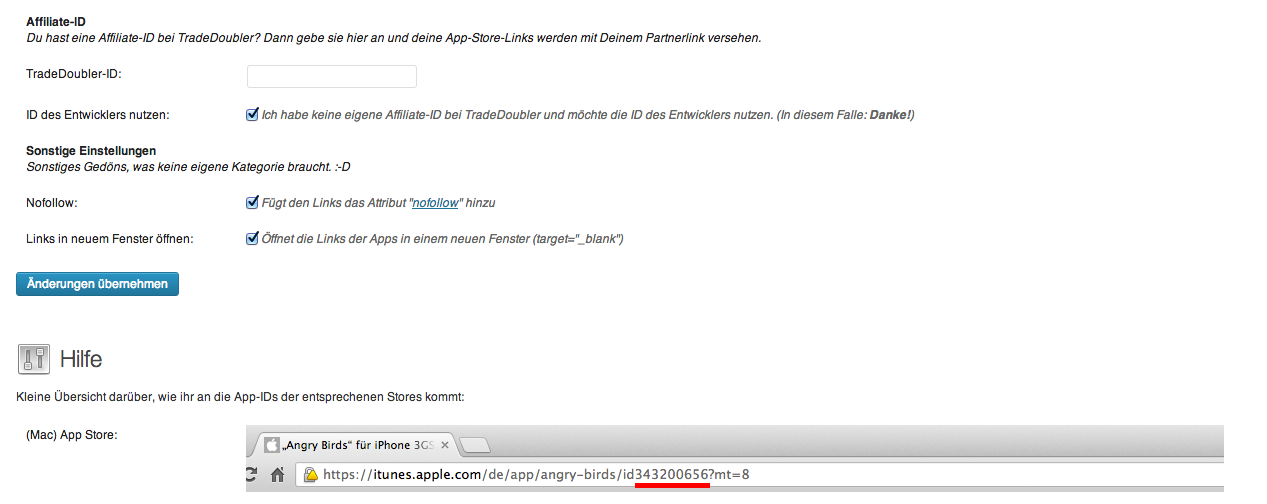 Affiliate-ID
Du hast eine Affiliate-ID bei TradeDoubler? Dann gebe sie hier an und deine App-Store-Links werden mit Deinem Partnerlink versehen.
TradeDoubler-ID:
ID des Entwicklers nutzen: Ich habe keine eigene Affiliate-ID bei TradeDoubler und möchte die ID des Entwicklers nutzen. (In diesem Falle: Danke!)
Sonstige Einstellungen
Sonstiges Gedöns, was keine eigene Kategorie braucht. :-D
Nofollow: Fügt den Links das Attribut "nofollow" hinzu
Links in neuem Fenster öffnen: Öffnet die Links der Apps in einem neuen Fenster (target="_blank")
Änderungen übernehmen
Hilfe
Kleine Übersicht darüber, wie ihr an die App-IDs der entsprechenen Stores kommt:
(Mac) App Store:
„Angry Birds“ für iPhone 3GS
https://itunes.apple.com/de/app/angry-birds/id343200656?mt=8